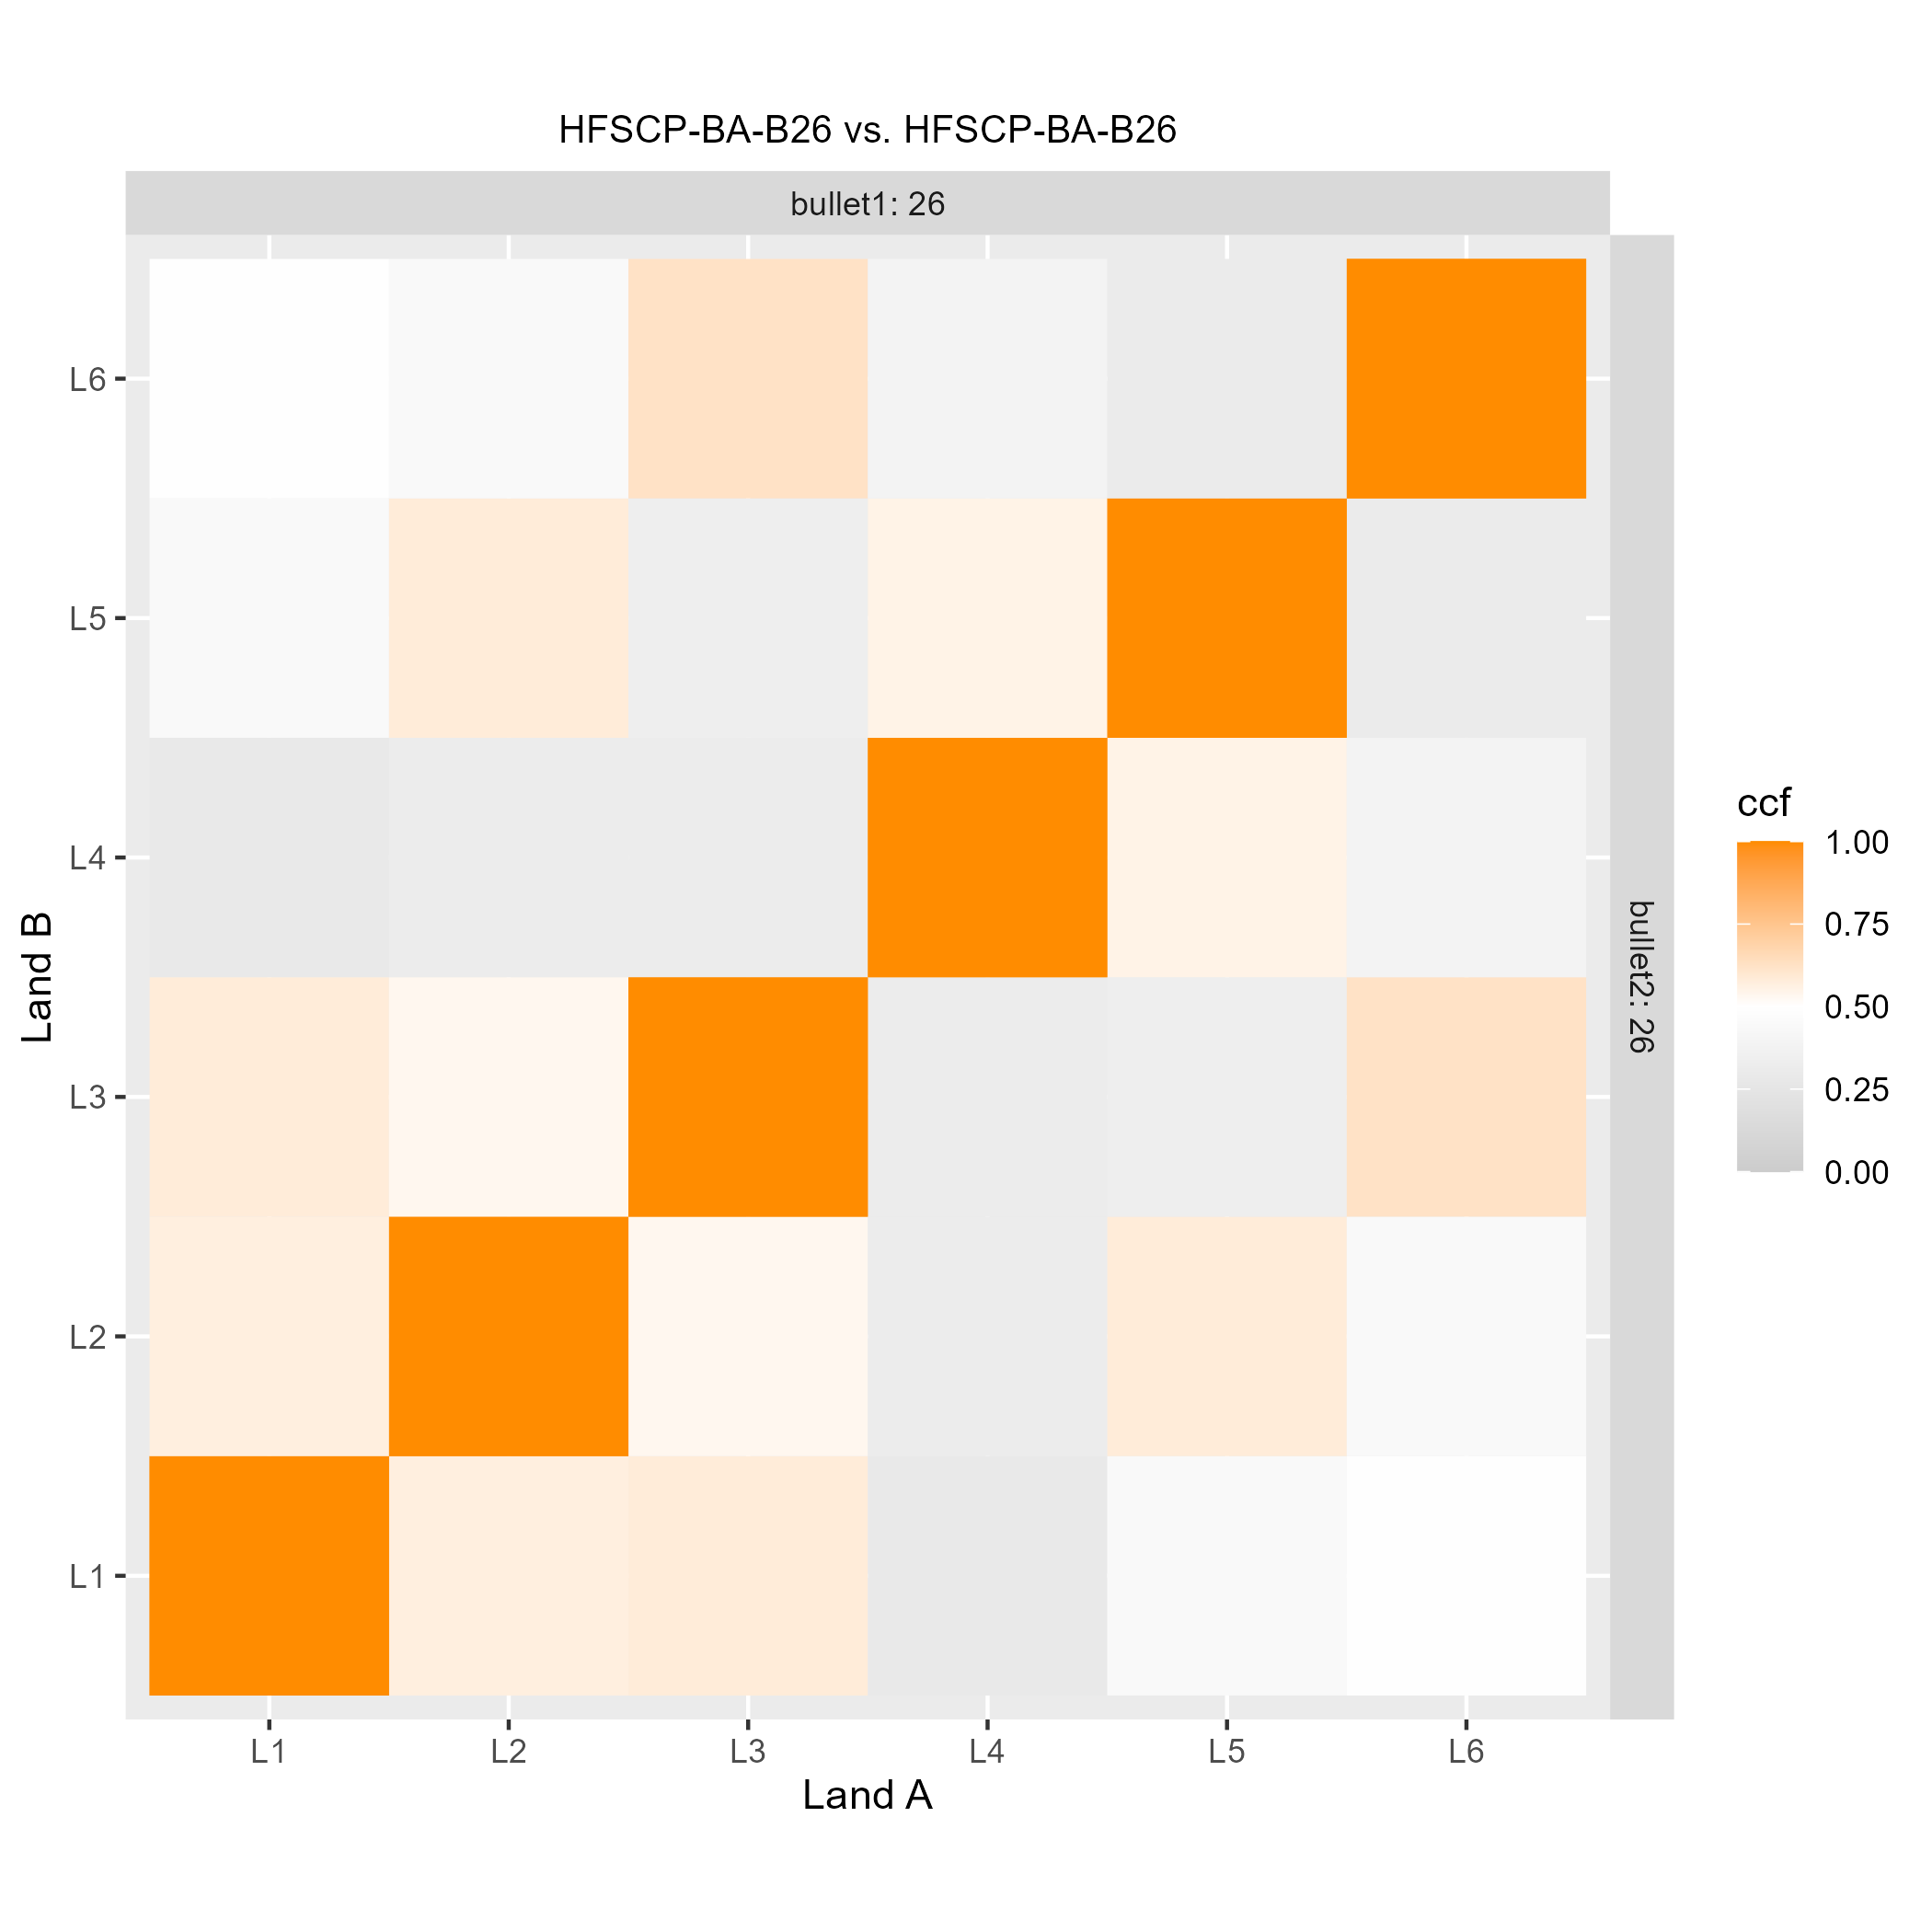 HFSCP-BA-B26 vs. HFSCP-BA-B26
bullet1: 26
L6
L5
L4
L3
L2
L1
Land B
bullet2: 26
L1 L2 L3 L4 L5 L6
Land A
ccf
1.00
0.75
0.50
0.25
0.00